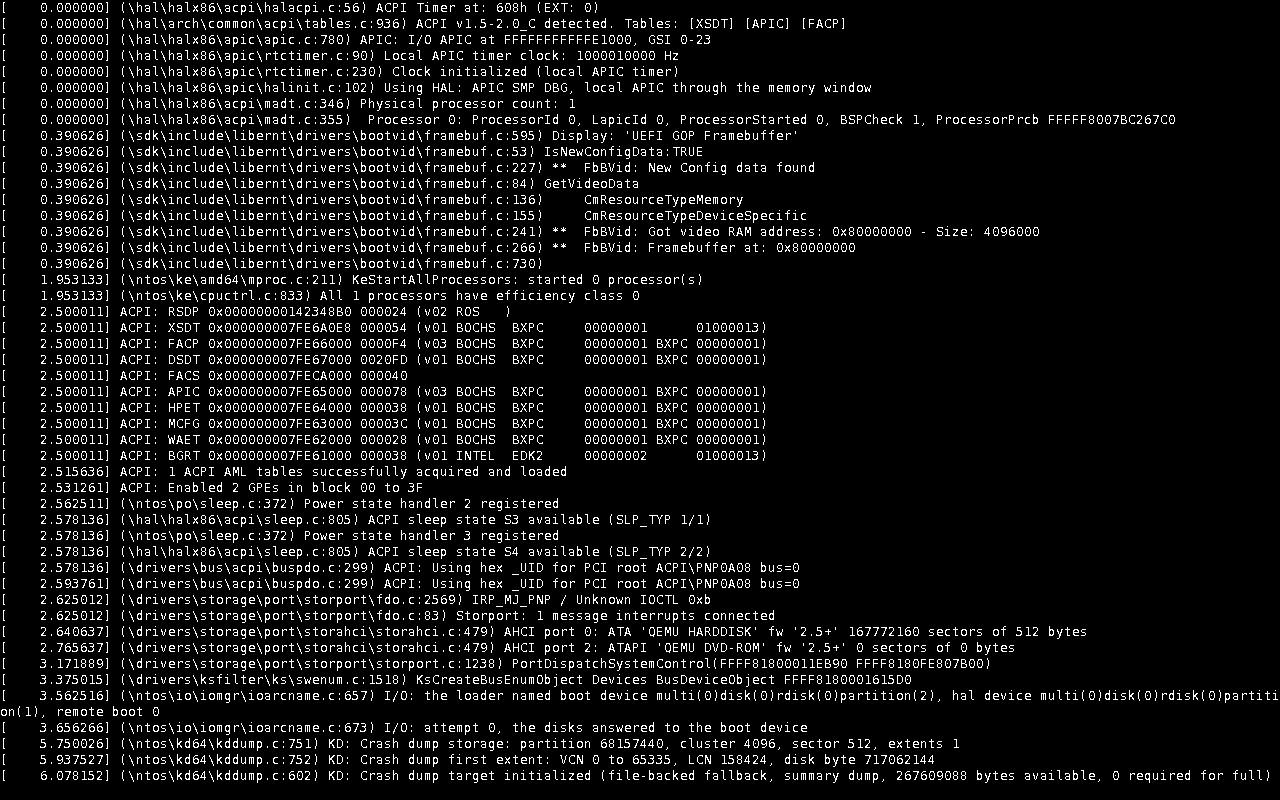 [    0.000000] (\hal\halx86\acpi\halacpi.c:56) ACPI Timer at: 608h (EXT: 0)
[    0.000000] (\hal\arch\common\acpi\tables.c:936) ACPI v1.5-2.0_C detected. Tables: [XSDT] [APIC] [FACP]
[    0.000000] (\hal\halx86\apic\apic.c:780) APIC: I/O APIC at FFFFFFFFFFFE1000, GSI 0-23
[    0.000000] (\hal\halx86\apic\rtctimer.c:90) Local APIC timer clock: 1000010000 Hz
[    0.000000] (\hal\halx86\apic\rtctimer.c:230) Clock initialized (local APIC timer)
[    0.000000] (\hal\halx86\apic\halinit.c:102) Using HAL: APIC SMP DBG, local APIC through the memory window
[    0.000000] (\hal\halx86\acpi\madt.c:346) Physical processor count: 1
[    0.000000] (\hal\halx86\acpi\madt.c:355)  Processor 0: ProcessorId 0, LapicId 0, ProcessorStarted 0, BSPCheck 1, ProcessorPrcb FFFFF8007BC267C0
[    0.390626] (\sdk\include\libernt\drivers\bootvid\framebuf.c:595) Display: 'UEFI GOP Framebuffer'
[    0.390626] (\sdk\include\libernt\drivers\bootvid\framebuf.c:53) IsNewConfigData:TRUE
[    0.390626] (\sdk\include\libernt\drivers\bootvid\framebuf.c:227) **  FbBVid: New Config data found
[    0.390626] (\sdk\include\libernt\drivers\bootvid\framebuf.c:84) GetVideoData
[    0.390626] (\sdk\include\libernt\drivers\bootvid\framebuf.c:136)     CmResourceTypeMemory
[    0.390626] (\sdk\include\libernt\drivers\bootvid\framebuf.c:155)     CmResourceTypeDeviceSpecific
[    0.390626] (\sdk\include\libernt\drivers\bootvid\framebuf.c:241) **  FbBVid: Got video RAM address: 0x80000000 - Size: 4096000
[    0.390626] (\sdk\include\libernt\drivers\bootvid\framebuf.c:266) **  FbBVid: Framebuffer at: 0x80000000
[    0.390626] (\sdk\include\libernt\drivers\bootvid\framebuf.c:730)
[    1.953133] (\ntos\ke\amd64\mproc.c:211) KeStartAllProcessors: started 0 processor(s)
[    1.953133] (\ntos\ke\cpuctrl.c:833) All 1 processors have efficiency class 0
[    2.500011] ACPI: RSDP 0x00000000142348B0 000024 (v02 ROS   )
[    2.500011] ACPI: XSDT 0x000000007FE6A0E8 000054 (v01 BOCHS  BXPC     00000001      01000013)
[    2.500011] ACPI: FACP 0x000000007FE66000 0000F4 (v03 BOCHS  BXPC     00000001 BXPC 00000001)
[    2.500011] ACPI: DSDT 0x000000007FE67000 0020FD (v01 BOCHS  BXPC     00000001 BXPC 00000001)
[    2.500011] ACPI: FACS 0x000000007FECA000 000040
[    2.500011] ACPI: APIC 0x000000007FE65000 000078 (v03 BOCHS  BXPC     00000001 BXPC 00000001)
[    2.500011] ACPI: HPET 0x000000007FE64000 000038 (v01 BOCHS  BXPC     00000001 BXPC 00000001)
[    2.500011] ACPI: MCFG 0x000000007FE63000 00003C (v01 BOCHS  BXPC     00000001 BXPC 00000001)
[    2.500011] ACPI: WAET 0x000000007FE62000 000028 (v01 BOCHS  BXPC     00000001 BXPC 00000001)
[    2.500011] ACPI: BGRT 0x000000007FE61000 000038 (v01 INTEL  EDK2     00000002      01000013)
[    2.515636] ACPI: 1 ACPI AML tables successfully acquired and loaded
[    2.531261] ACPI: Enabled 2 GPEs in block 00 to 3F
[    2.562511] (\ntos\po\sleep.c:372) Power state handler 2 registered
[    2.578136] (\hal\halx86\acpi\sleep.c:805) ACPI sleep state S3 available (SLP_TYP 1/1)
[    2.578136] (\ntos\po\sleep.c:372) Power state handler 3 registered
[    2.578136] (\hal\halx86\acpi\sleep.c:805) ACPI sleep state S4 available (SLP_TYP 2/2)
[    2.578136] (\drivers\bus\acpi\buspdo.c:299) ACPI: Using hex _UID for PCI root ACPI\PNP0A08 bus=0
[    2.593761] (\drivers\bus\acpi\buspdo.c:299) ACPI: Using hex _UID for PCI root ACPI\PNP0A08 bus=0
[    2.625012] (\drivers\storage\port\storport\fdo.c:2569) IRP_MJ_PNP / Unknown IOCTL 0xb
[    2.625012] (\drivers\storage\port\storport\fdo.c:83) Storport: 1 message interrupts connected
[    2.640637] (\drivers\storage\port\storahci\storahci.c:479) AHCI port 0: ATA 'QEMU HARDDISK' fw '2.5+' 167772160 sectors of 512 bytes
[    2.765637] (\drivers\storage\port\storahci\storahci.c:479) AHCI port 2: ATAPI 'QEMU DVD-ROM' fw '2.5+' 0 sectors of 0 bytes
[    3.171889] (\drivers\storage\port\storport\storport.c:1238) PortDispatchSystemControl(FFFF81800011EB90 FFFF8180FE807B00)
[    3.375015] (\drivers\ksfilter\ks\swenum.c:1518) KsCreateBusEnumObject Devices BusDeviceObject FFFF8180001615D0
[    3.562516] (\ntos\io\iomgr\ioarcname.c:657) I/O: the loader named boot device multi(0)disk(0)rdisk(0)partition(2), hal device multi(0)disk(0)rdisk(0)partiti
on(1), remote boot 0
[    3.656266] (\ntos\io\iomgr\ioarcname.c:673) I/O: attempt 0, the disks answered to the boot device
[    5.750026] (\ntos\kd64\kddump.c:751) KD: Crash dump storage: partition 68157440, cluster 4096, sector 512, extents 1
[    5.937527] (\ntos\kd64\kddump.c:752) KD: Crash dump first extent: VCN 0 to 65335, LCN 158424, disk byte 717062144
[    6.078152] (\ntos\kd64\kddump.c:602) KD: Crash dump target initialized (file-backed fallback, summary dump, 267609088 bytes available, 0 required for full)